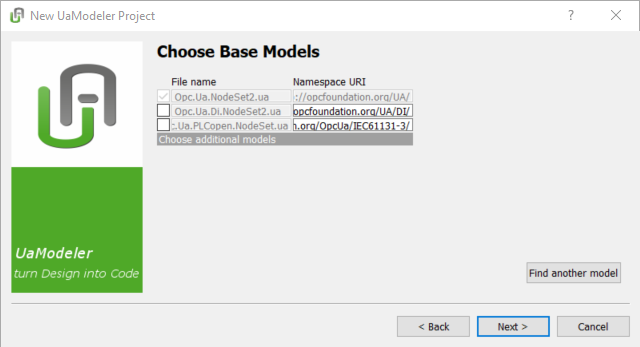 New UaModeler Project
? ×
Choose Base Models
File name Namespace URI
Opc.Ua.NodeSet2.ua ://opcfoundation.org/UA/
Opc.Ua.Di.NodeSet2.ua opcfoundation.org/UA/DI/
:.Ua.PLCopen.NodeSet.ua n.org/OpcUa/IEC61131-3/
Choose additional models
UaModeler
turn Design into Code
Find another model
< Back Next > Cancel